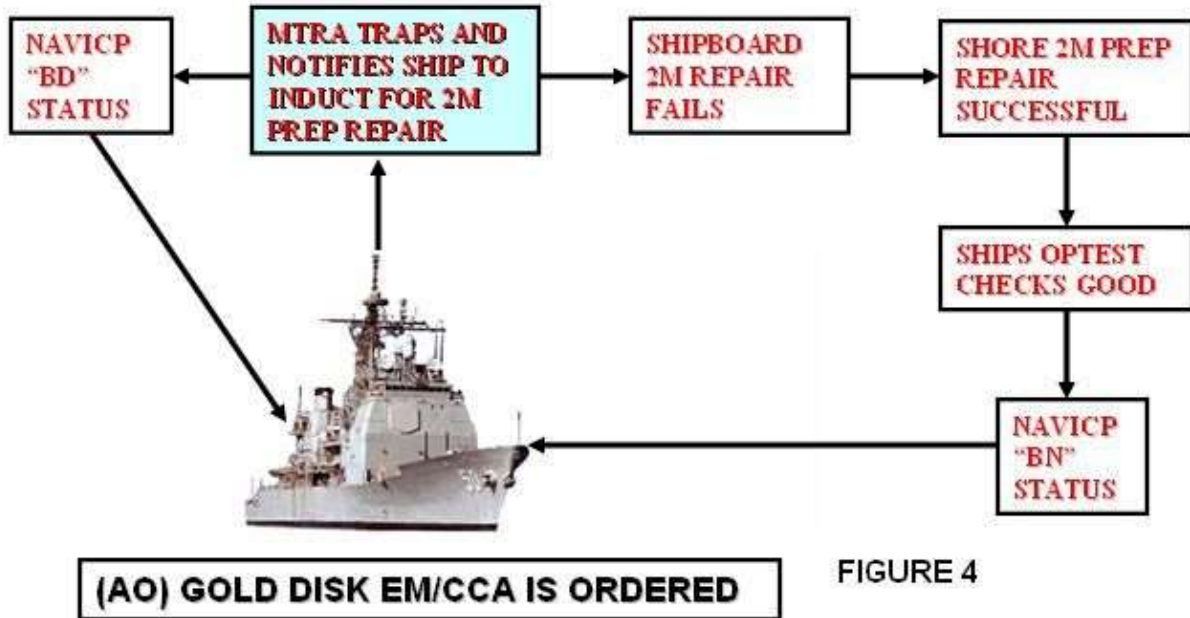 NAVICP
“BD”
STATUS
MTRA TRAPS AND
NOTIFIES SHIP TO
INDUCT FOR 2M
PREP REPAIR
SHIPBOARD
2M REPAIR
FAILS
SHORE 2M PREP
REPAIR
SUCCESSFUL
SHIPS OPTEST
CHECKS GOOD
NAVICP
“BN”
STATUS
(AO) GOLD DISK EM/CCA IS ORDERED
FIGURE 4